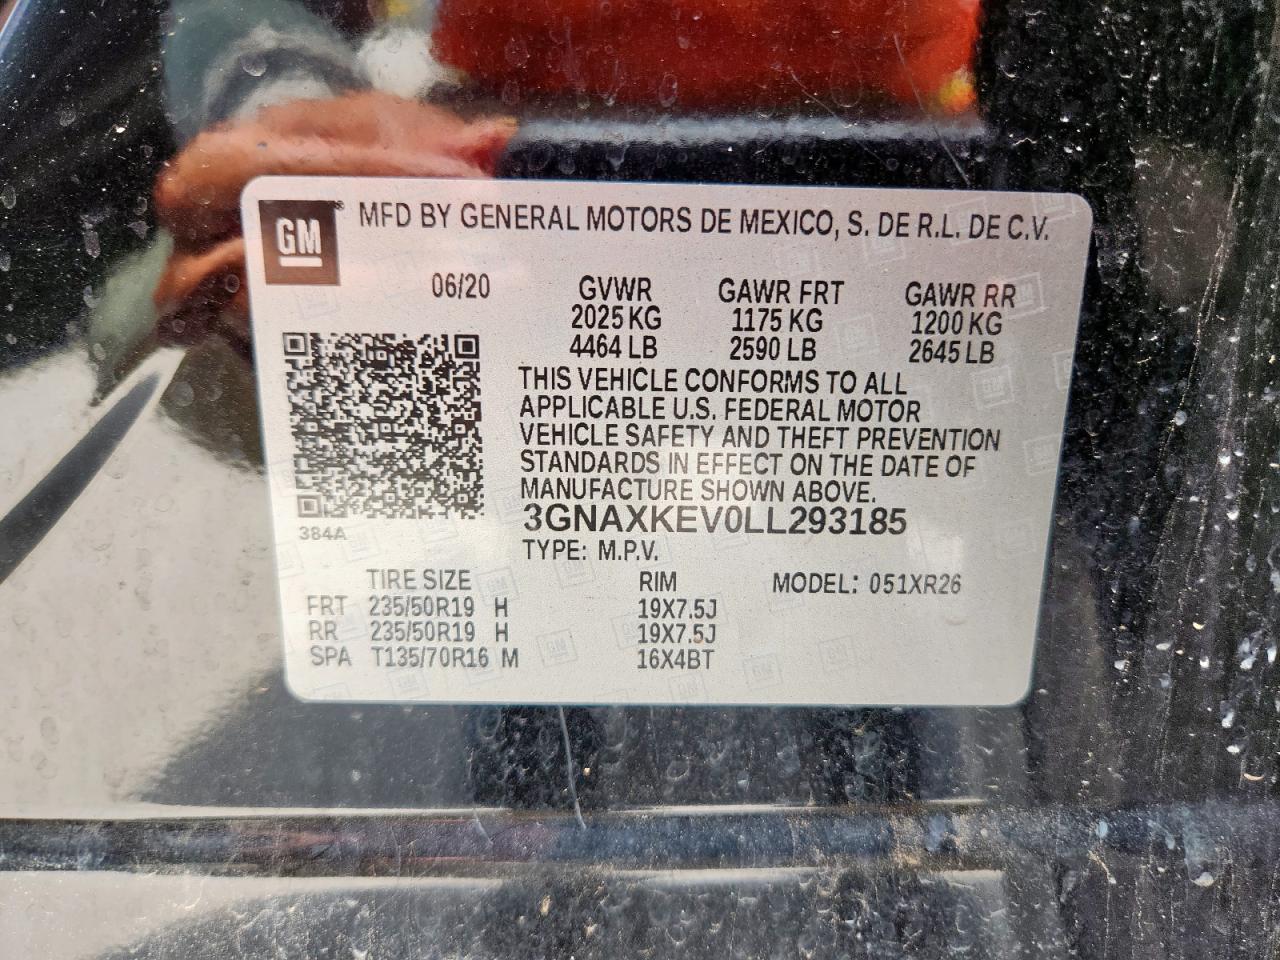 GM
MFD BY GENERAL MOTORS DE MEXICO, S. DE R.L. DE C.V.
06/20 GVWR GAWR FRT GAWR RR
2025 KG 1175 KG 1200 KG
4464 LB 2590 LB 2645 LB
THIS VEHICLE CONFORMS TO ALL
APPLICABLE U.S. FEDERAL MOTOR
VEHICLE SAFETY AND THEFT PREVENTION
STANDARDS IN EFFECT ON THE DATE OF
MANUFACTURE SHOWN ABOVE.
3GNAXKEV0LL293185
384A
TYPE: M.P.V.
TIRE SIZE RIM MODEL: 051XR26
FRT 235/50R19 H 19X7.5J
RR 235/50R19 H 19X7.5J
SPA T135/70R16 M 16X4BT